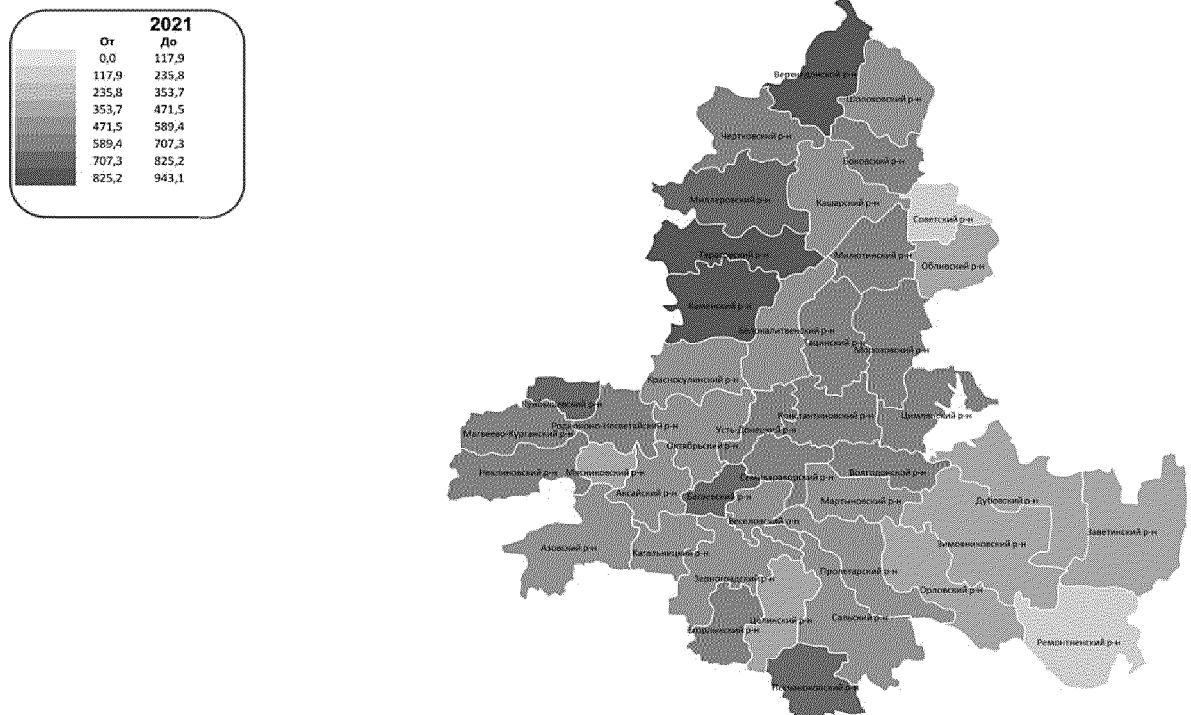 2021
От До
0,0 117,9
117,9 235,8
235,8 353,7
353,7 471,5
471,5 589,4
589,4 707,3
707,3 825,2
825,2 943,1
Верхнедонской р-н
Шолоховский р-н
Чертковский р-н
Боковский р-н
Миллеровский р-н
Кашарский р-н
Советский р-н
Тарасовский р-н
Милютинский р-н
Обливский р-н
Каменский р-н
Белокалитвенский р-н
Тацинский р-н
Морозовский р-н
Красносулинский р-н
Куйбышевский р-н
Константиновский р-н
Цимлянский р-н
Матвеево-Курганский р-н
Родионово-Несветайский р-н
Усть-Донецкий р-н
Октябрьский р-н
Неклиновский р-н
Мясниковский р-н
Семикаракорский р-н
Волгодонской р-н
Аксайский р-н
Багаевский р-н
Мартыновский р-н
Дубовский р-н
Веселовский р-н
Заветинский р-н
Азовский р-н
Кагальницкий р-н
Зимовниковский р-н
Зерноградский р-н
Пролетарский р-н
Орловский р-н
Целинский р-н
Сальский р-н
Егорлыкский р-н
Ремонтненский р-н
Песчанокопский р-н